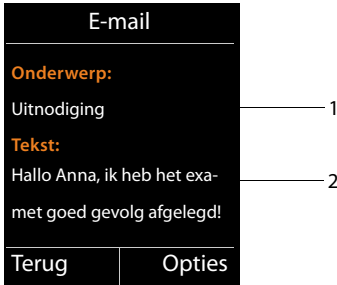 E-mail
Onderwerp:
Uitnodiging
1
Tekst:
Hallo Anna, ik heb het exa-
2
met goed gevolg afgelegd!
Terug Opties